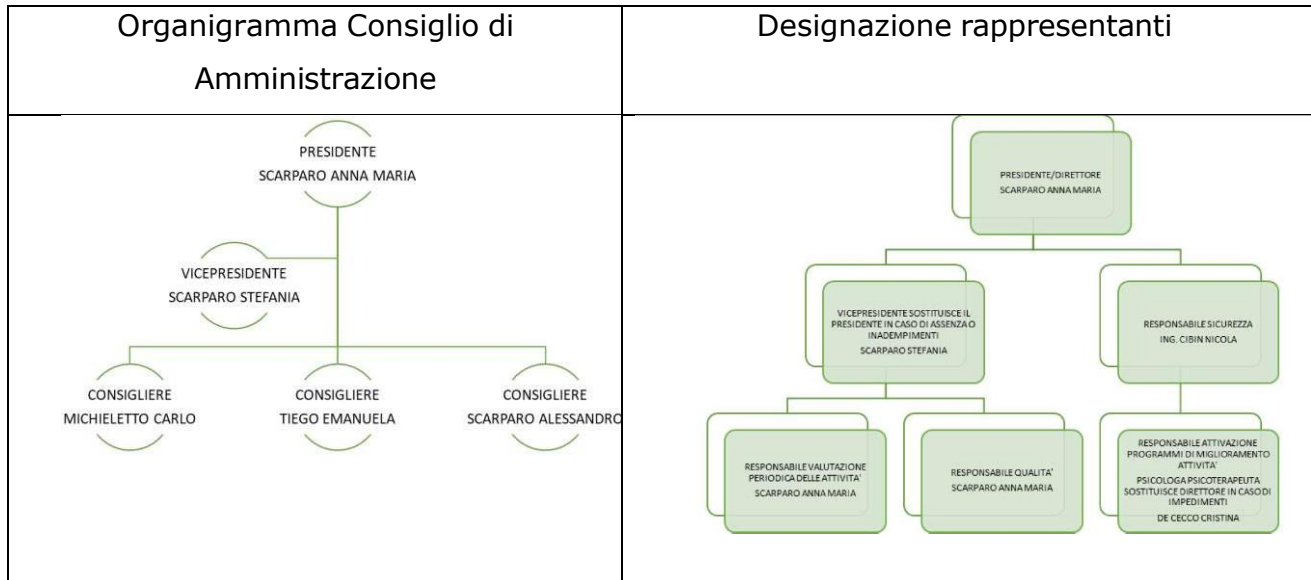 Organigramma Consiglio di
Amministrazione
Designazione rappresentanti
PRESIDENTE
SCARPARO ANNA MARIA
VICEPRESIDENTE
SCARPARO STEFANIA
CONSIGLIERE
MICHIELETTO CARLO
CONSIGLIERE
TIEGO EMANUELA
CONSIGLIERE
SCARPARO ALESSANDRO
PRESIDENTE/DIRETTORE
SCARPARO ANNA MARIA
VICEPRESIDENTE SOSTITUISCE IL
PRESIDENTE IN CASO DI ASSENZA O
INADEMPIMENTI
SCARPARO STEFANIA
RESPONSABILE SICUREZZA
ING. CIBIN NICOLA
RESPONSABILE VALUTAZIONE
PERIODICA DELLE ATTIVITA'
SCARPARO ANNA MARIA
RESPONSABILE QUALITA'
SCARPARO ANNA MARIA
RESPONSABILE ATTIVAZIONE
PROGRAMMI DI MIGLIORAMENTO
ATTIVITA'
PSICOLOGA PSICOTERAPEUTA
SOSTITUISCE DIRETTORE IN CASO DI
IMPEDIMENTI
DE CECCO CRISTINA